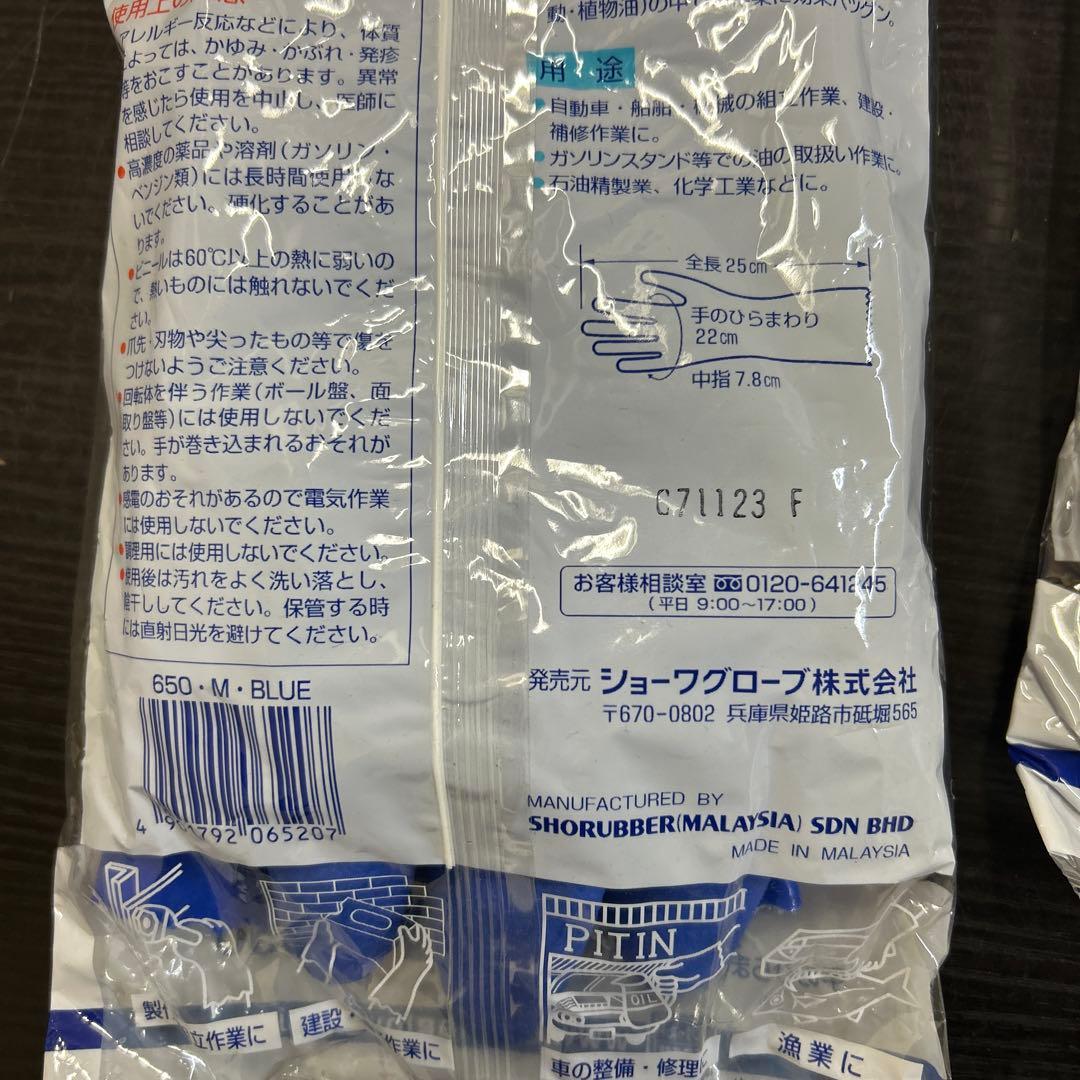 使用上の
アレルギー反応などにより、体質
よっては、かゆみ・かぶれ・発疹
等をおこすことがあります。異常
を感じたら使用を中止し、医師に
相談してください。
●高濃度の薬品や溶剤(ガソリン・
ベンジン類)には長時間使用しな
いでください。硬化することがあ
ります。
●ビニールは60℃以上の熱に弱いの
で、熱いものには触れないでくだ
さい。
●爪先・刃物や尖ったもの等で傷を
つけないようご注意ください。
●回転体を伴う作業(ボール盤、面
取り盤等)には使用しないでくだ
さい。手が巻き込まれるおそれが
あります。
●感電のおそれがあるので電気作業
には使用しないでください。
●調理用には使用しないでください。
●使用後は汚れをよく洗い落とし、
陰干ししてください。保管する時
には直射日光を避けてください。
650・M・BLUE
4 901792 065207
動・植物油)の中
用途
●自動車・船舶・機械の組立作業、建設・
補修作業に。
●ガソリンスタンド等での油の取扱い作業に。
●石油精製業、化学工業などに。
全長25cm
手のひらまわり
22cm
中指7.8cm
C71123 F
お客様相談室 0120-641245
(平日 9:00~17:00)
発売元 ショーワグローブ株式会社
〒670-0802 兵庫県姫路市砥堀565
MANUFACTURED BY
SHORUBBER(MALAYSIA) SDN BHD
MADE IN MALAYSIA
PITIN
OIL
製
立作業に
建設・
作業に
車の整備・修理
漁業に